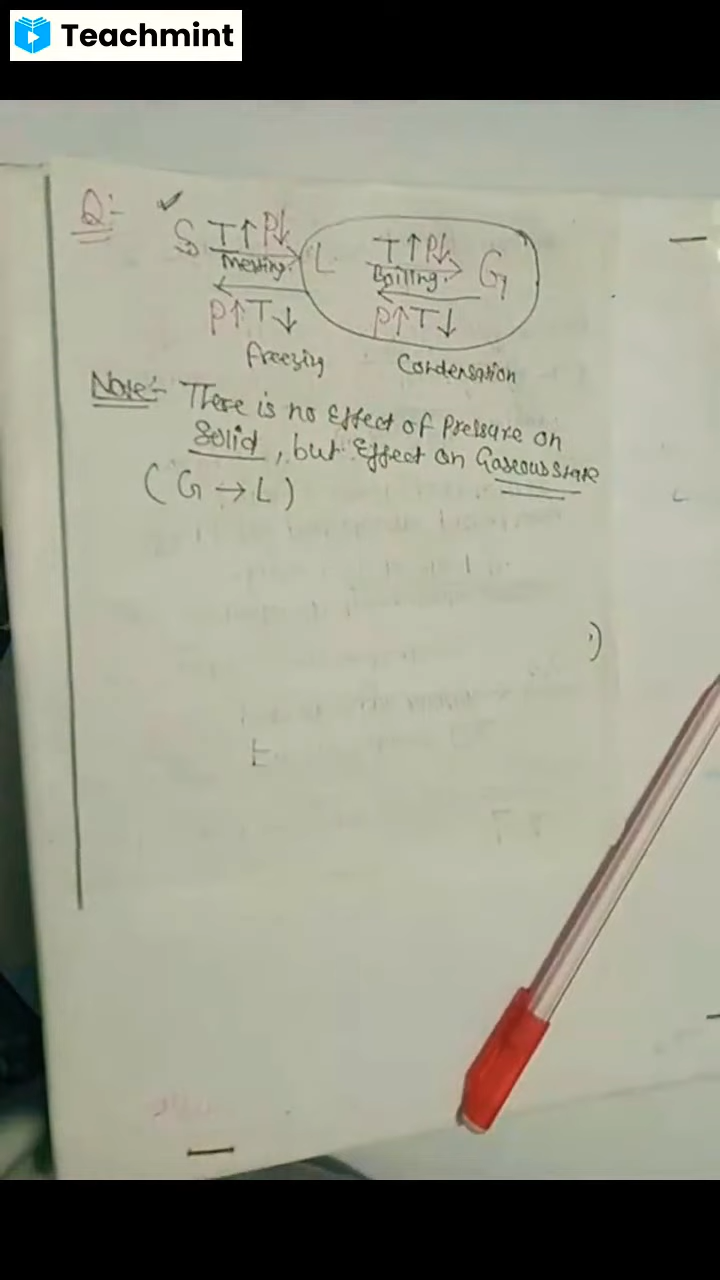 Teachmint
Q:-
S T↑ P↓ L T↑ P↓ G
Melting. Boiling.
P↑ T↓ P↑ T↓
Freezing Condensation
Note:- There is no Effect of Pressure on
Solid, but Effect on Gaseous state
(G → L)